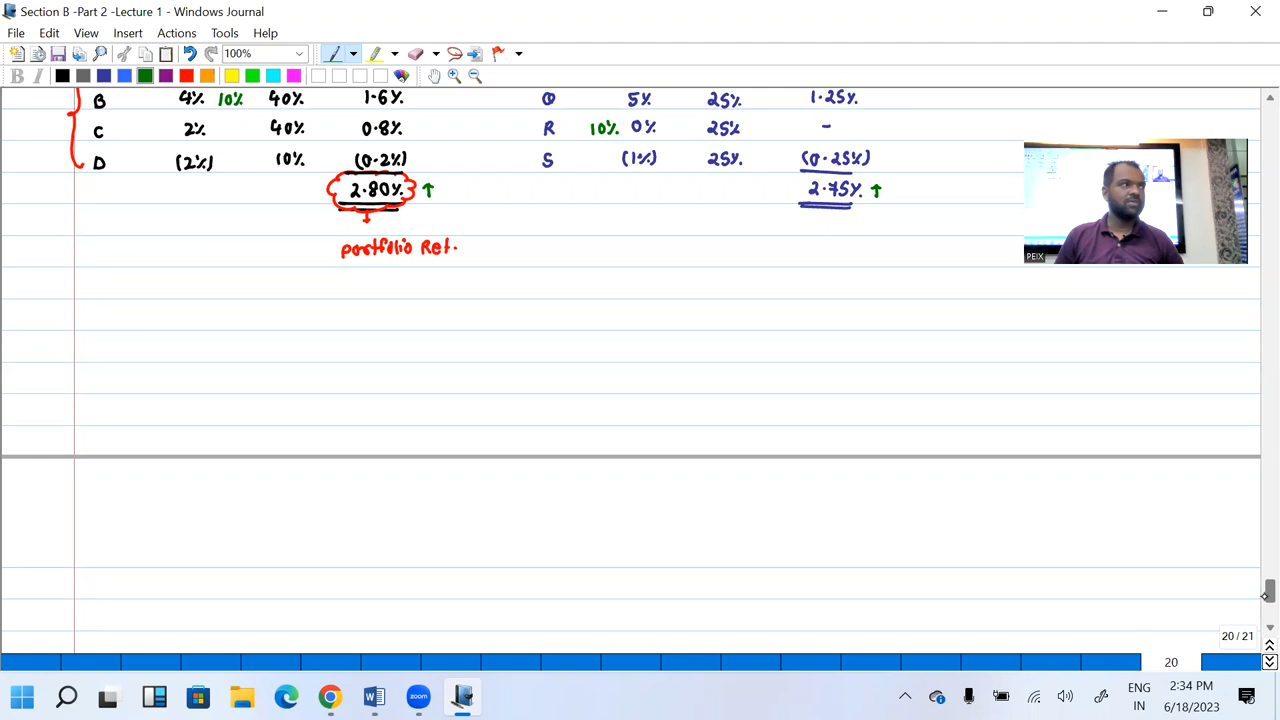 Section B -Part 2 -Lecture 1 - Windows Journal
File Edit View Insert Actions Tools Help
100%
B 4% 10% 40% 1.6% Q 5% 25% 1.25%
C 2% 40% 0.8% R 10% 0% 25% -
D (2%) 10% (0.2%) S (1%) 25% (0.25%)
2.80% ↑ 2.75% ↑
Portfolio Ret.
PEIX
20 / 21
20
zoom
ENG
IN
2:34 PM
6/18/2023